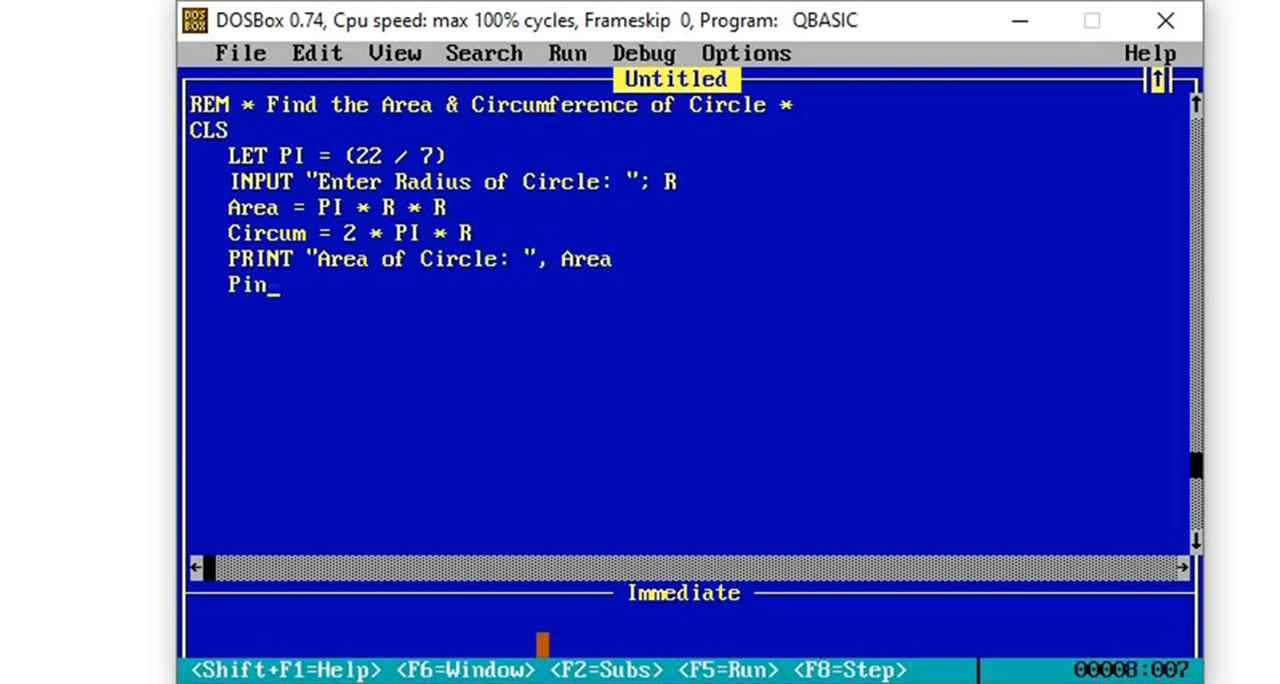 DOSBox 0.74, Cpu speed: max 100% cycles, Frameskip 0, Program: QBASIC
File Edit View Search Run Debug Options Help
Untitled
REM * Find the Area & Circumference of Circle *
CLS
LET PI = (22 / 7)
INPUT "Enter Radius of Circle: "; R
Area = PI * R * R
Circum = 2 * PI * R
PRINT "Area of Circle: ", Area
Pin_
Immediate
<Shift+F1=Help> <F6=Window> <F2=Subs> <F5=Run> <F8=Step> 00008:007